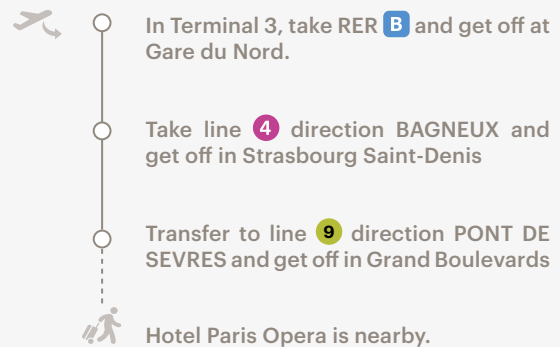 In Terminal 3, take RER B and get off at
Gare du Nord.
Take line 4 direction BAGNEUX and
get off in Strasbourg Saint-Denis
Transfer to line 9 direction PONT DE
SEVRES and get off in Grand Boulevards
Hotel Paris Opera is nearby.